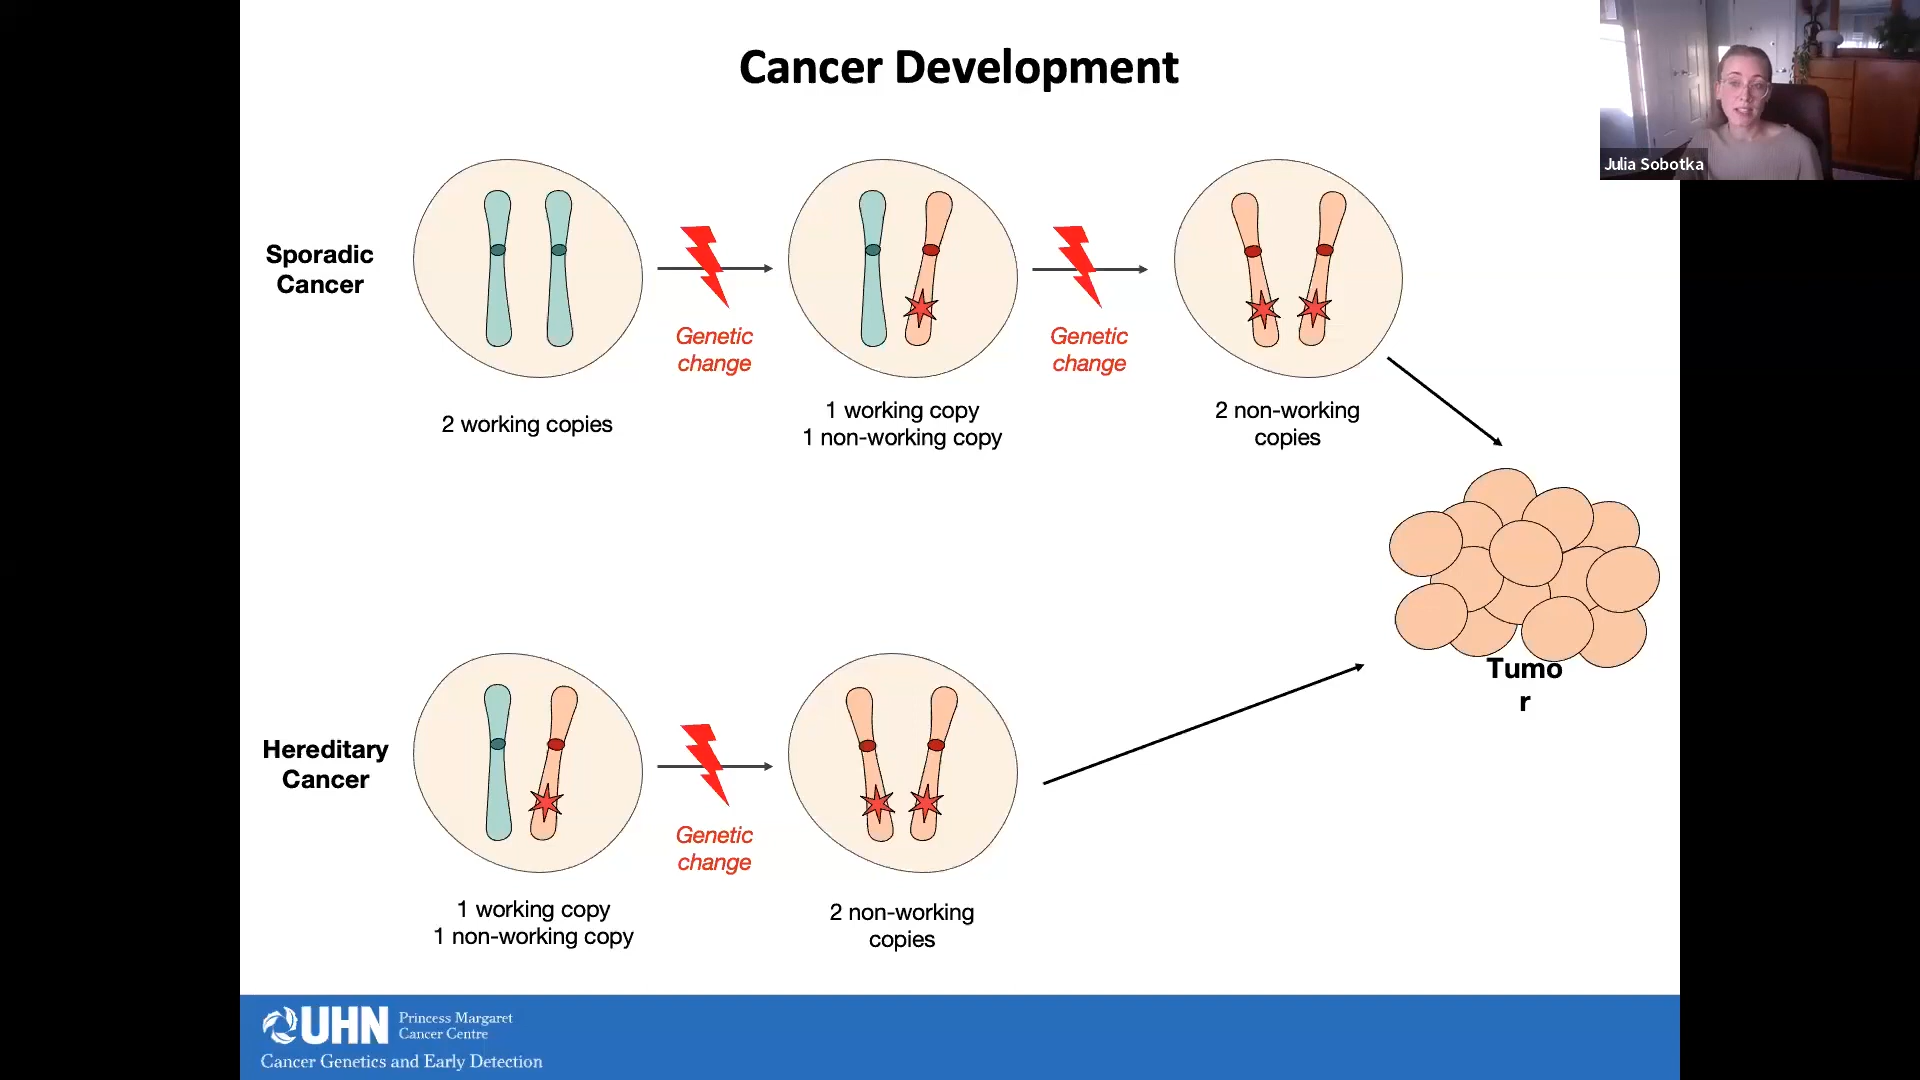 Cancer Development
Julia Sobotka
Sporadic
Cancer
Genetic
change
Genetic
change
2 working copies
1 working copy
1 non-working copy
2 non-working
copies
Tumo
r
Hereditary
Cancer
Genetic
change
1 working copy
1 non-working copy
2 non-working
copies
UHN
Princess Margaret
Cancer Centre
Cancer Genetics and Early Detection